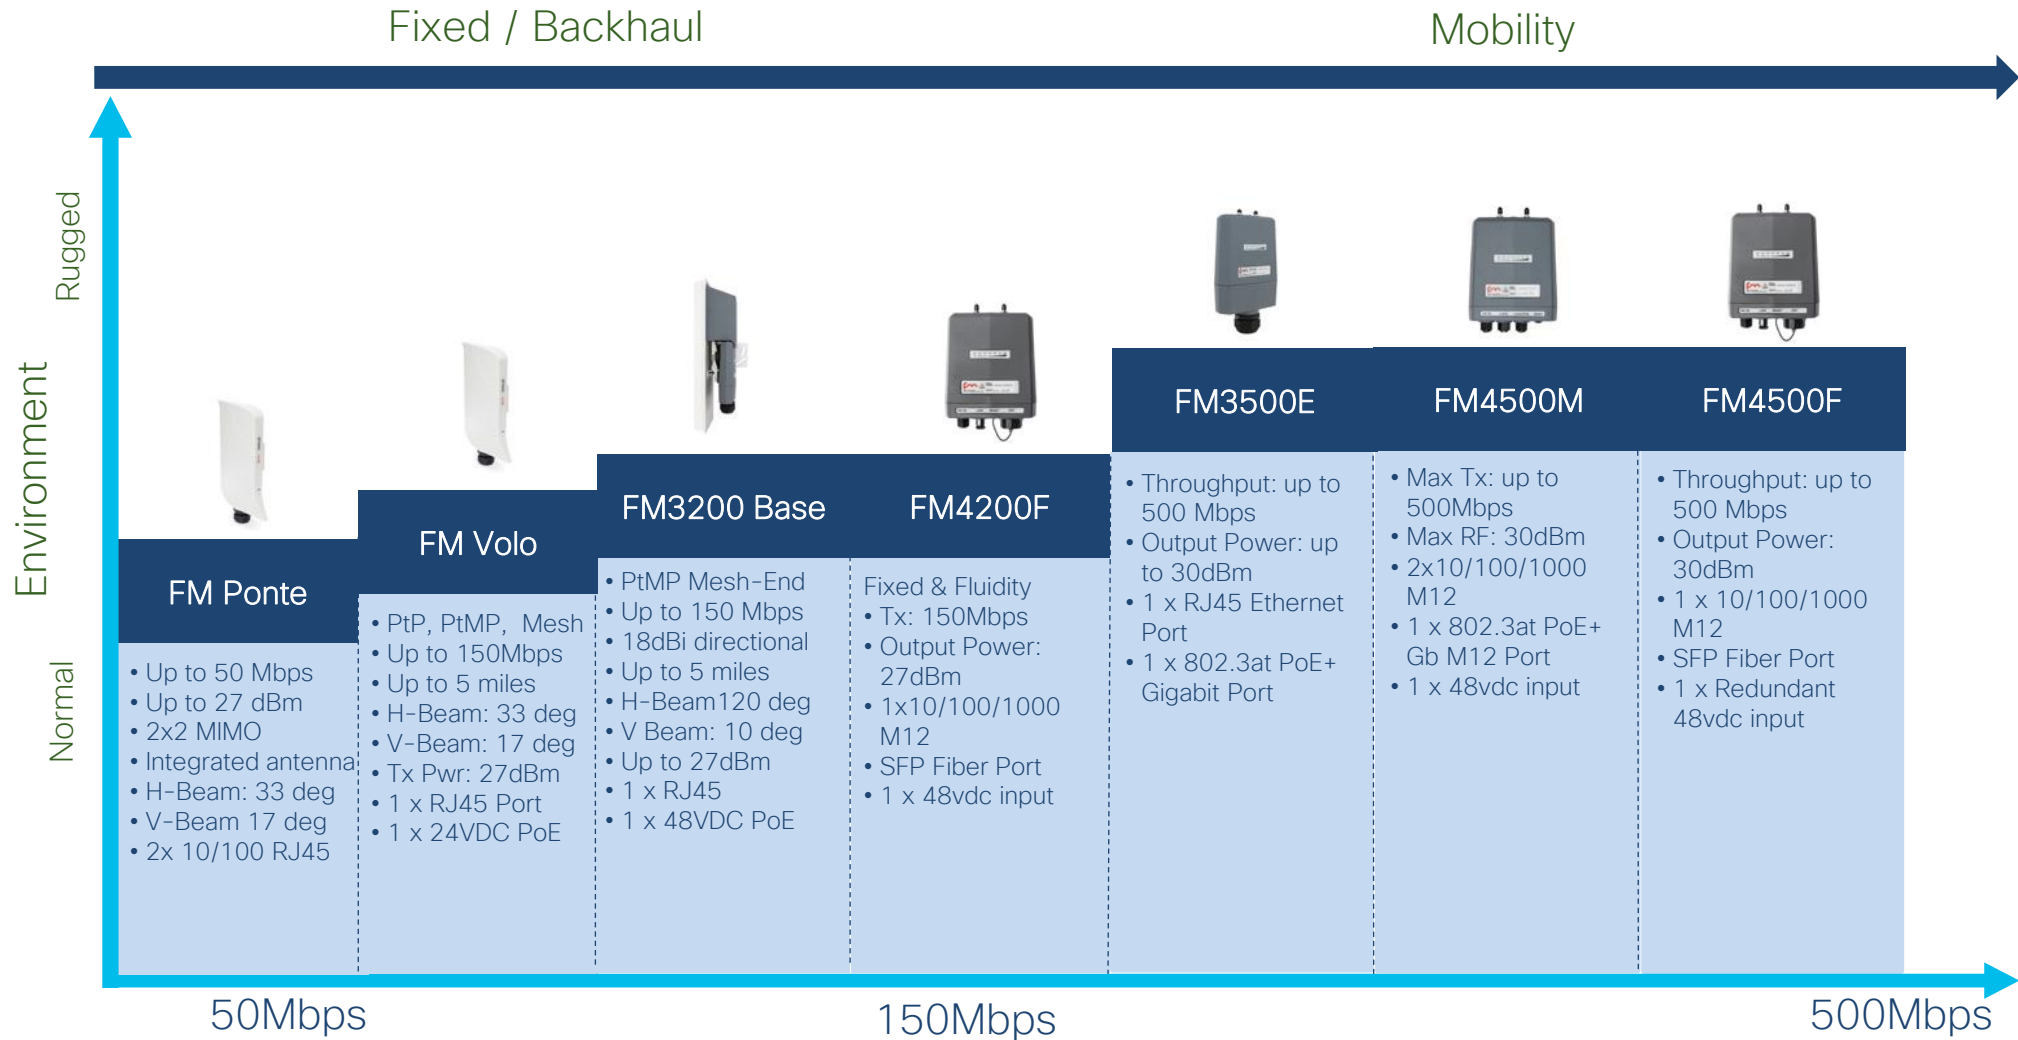 Fixed / Backhaul
Mobility
Environment
Rugged
Normal
FM Ponte
• Up to 50 Mbps
• Up to 27 dBm
• 2x2 MIMO
• Integrated antenna
• H-Beam: 33 deg
• V-Beam 17 deg
• 2x 10/100 RJ45
FM Volo
• PtP, PtMP, Mesh
• Up to 150Mbps
• Up to 5 miles
• H-Beam: 33 deg
• V-Beam: 17 deg
• Tx Pwr: 27dBm
• 1 x RJ45 Port
• 1 x 24VDC PoE
FM3200 Base
• PtMP Mesh-End
• Up to 150 Mbps
• 18dBi directional
• Up to 5 miles
• H-Beam120 deg
• V Beam: 10 deg
• Up to 27dBm
• 1 x RJ45
• 1 x 48VDC PoE
FM4200F
Fixed & Fluidity
• Tx: 150Mbps
• Output Power:
27dBm
• 1x10/100/1000
M12
• SFP Fiber Port
• 1 x 48vdc input
FM3500E
• Throughput: up to
500 Mbps
• Output Power: up
to 30dBm
• 1 x RJ45 Ethernet
Port
• 1 x 802.3at PoE+
Gigabit Port
FM4500M
• Max Tx: up to
500Mbps
• Max RF: 30dBm
• 2x10/100/1000
M12
• 1 x 802.3at PoE+
Gb M12 Port
• 1 x 48vdc input
FM4500F
• Throughput: up to
500 Mbps
• Output Power:
30dBm
• 1 x 10/100/1000
M12
• SFP Fiber Port
• 1 x Redundant
48vdc input
50Mbps
150Mbps
500Mbps